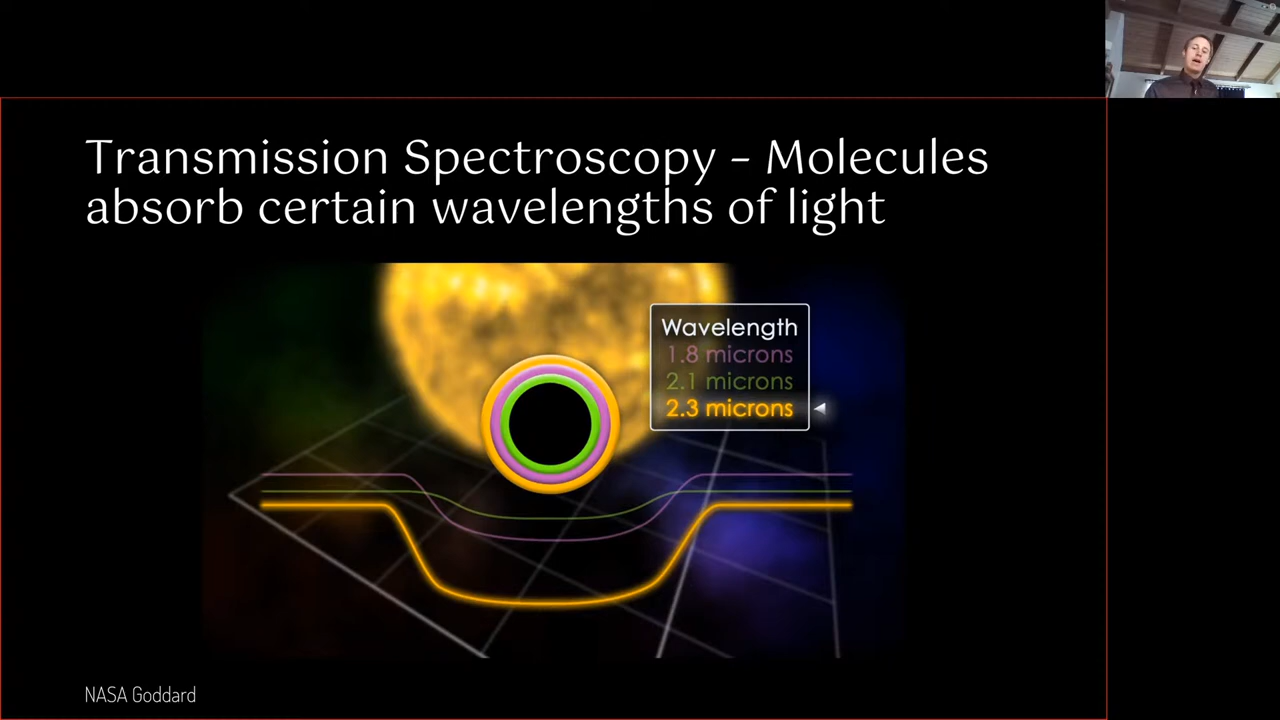 Transmission Spectroscopy – Molecules
absorb certain wavelengths of light
Wavelength
1.8 microns
2.1 microns
2.3 microns
NASA Goddard